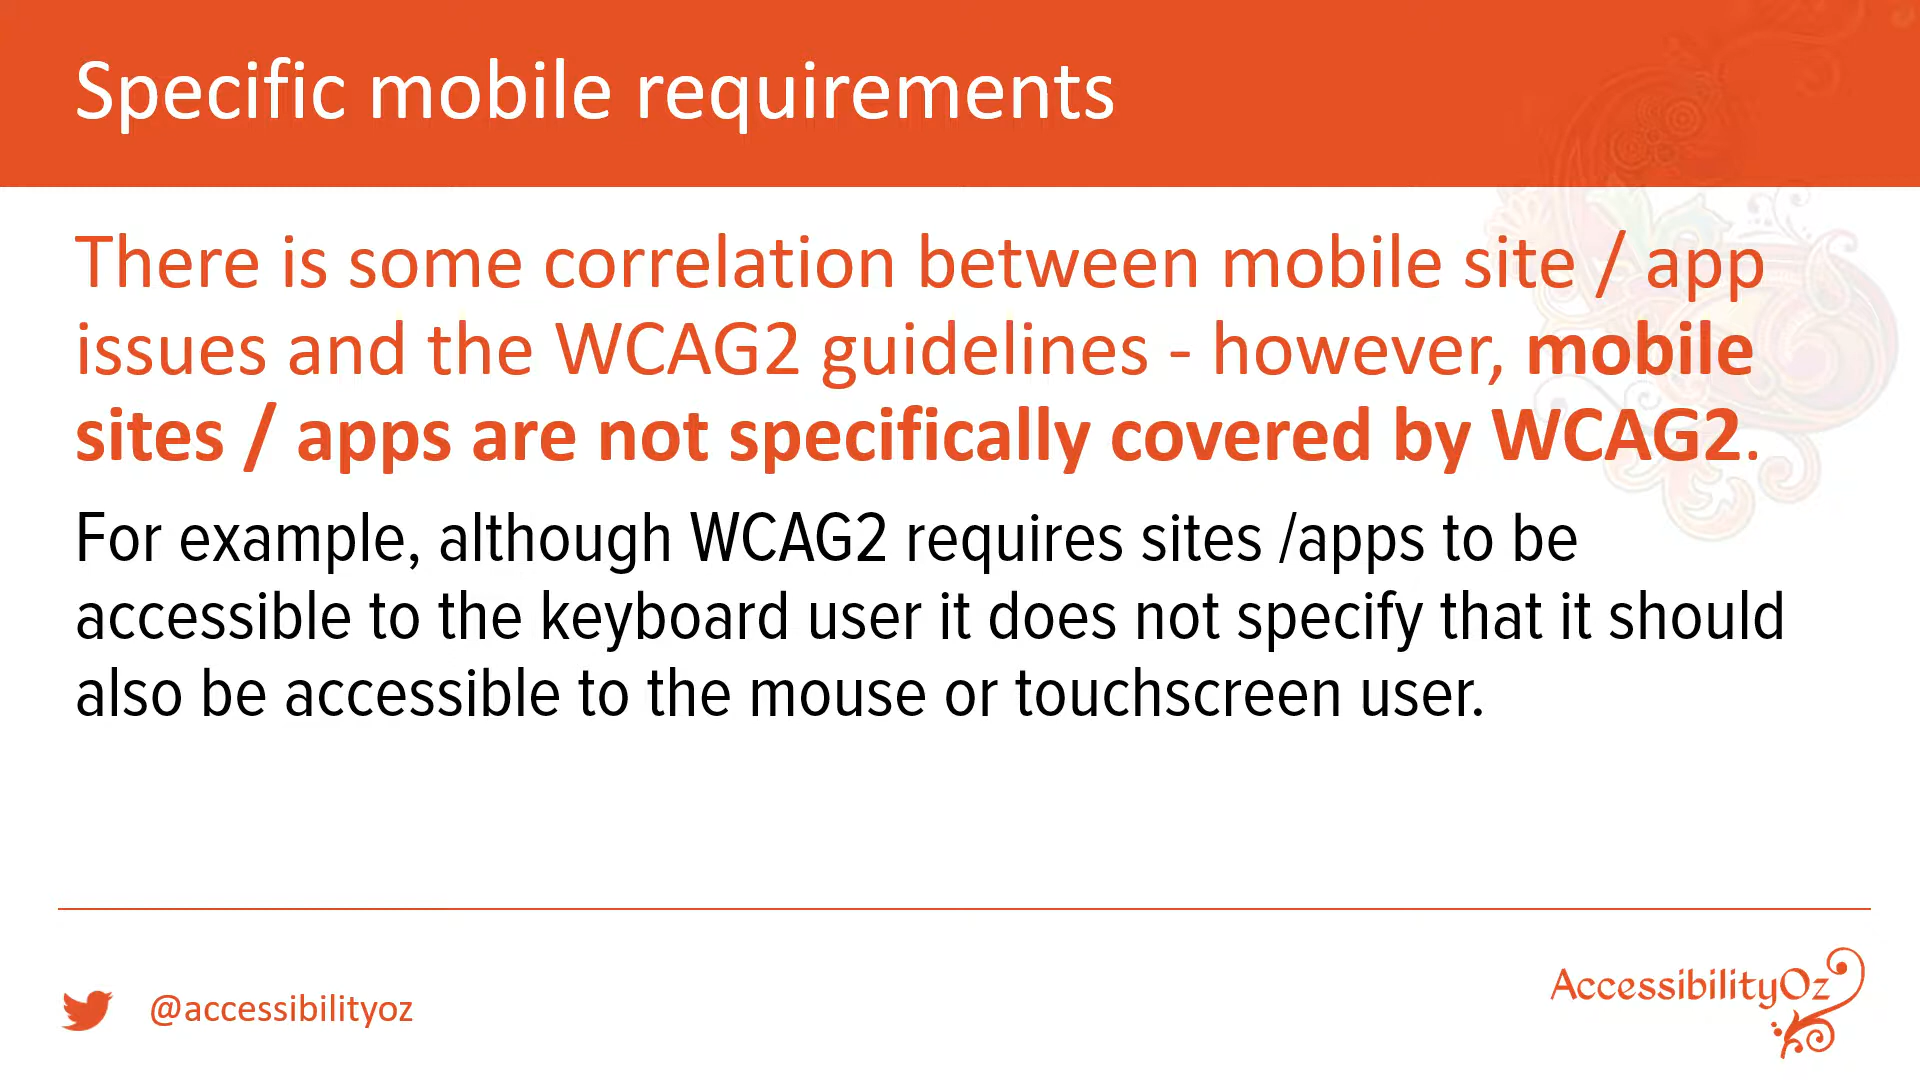 Specific mobile requirements
There is some correlation between mobile site / app
issues and the WCAG2 guidelines - however, mobile
sites / apps are not specifically covered by WCAG2.
For example, although WCAG2 requires sites /apps to be
accessible to the keyboard user it does not specify that it should
also be accessible to the mouse or touchscreen user.
@accessibilityoz
AccessibilityOz